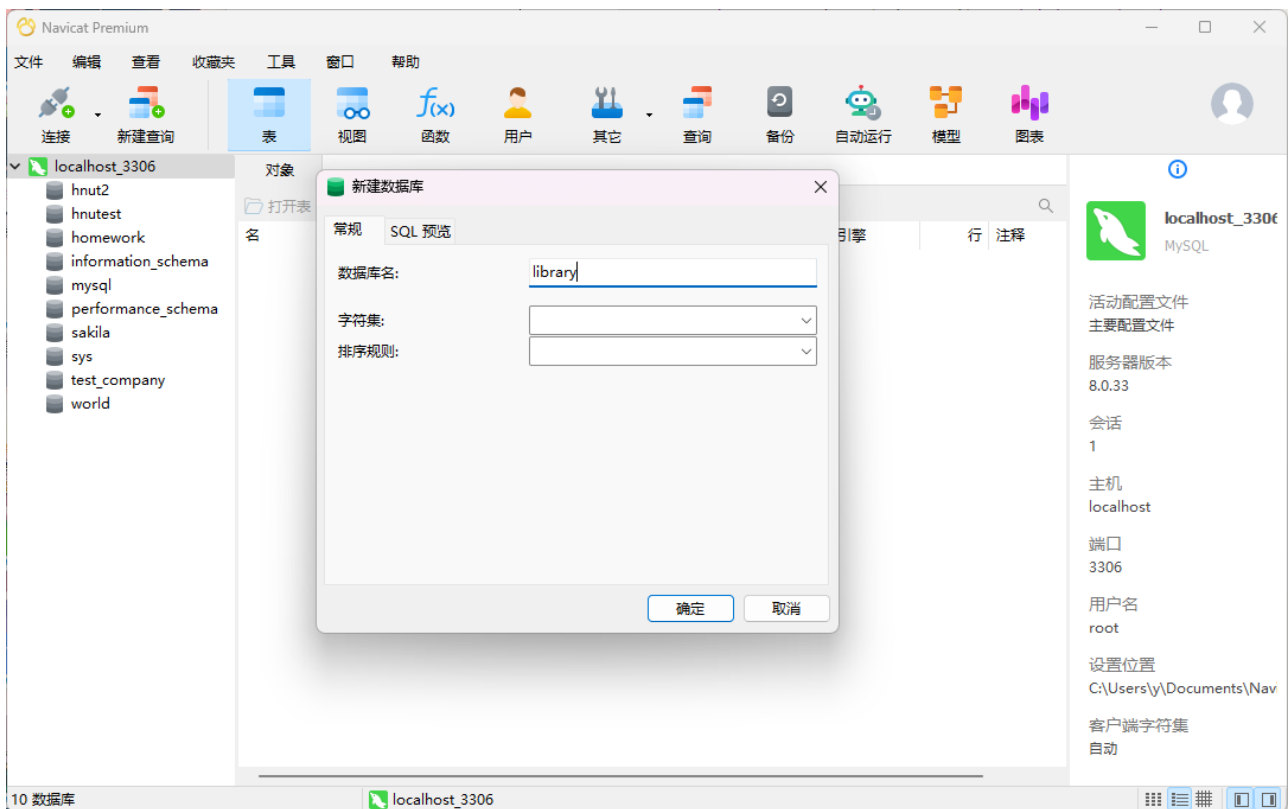 Navicat Premium
文件 编辑 查看 收藏夹 工具 窗口 帮助
连接 新建查询 表 视图 f(x) 函数 用户 其它 查询 备份 自动运行 模型 图表
localhost_3306
hnut2
hnutest
homework
information_schema
mysql
performance_schema
sakila
sys
test_company
world
对象
打开表
名 引擎 行 注释
新建数据库
常规 SQL 预览
数据库名: library
字符集:
排序规则:
确定 取消
localhost_3306
MySQL
活动配置文件
主要配置文件
服务器版本
8.0.33
会话
1
主机
localhost
端口
3306
用户名
root
设置位置
C:\Users\y\Documents\Navi
客户端字符集
自动
10 数据库 localhost_3306